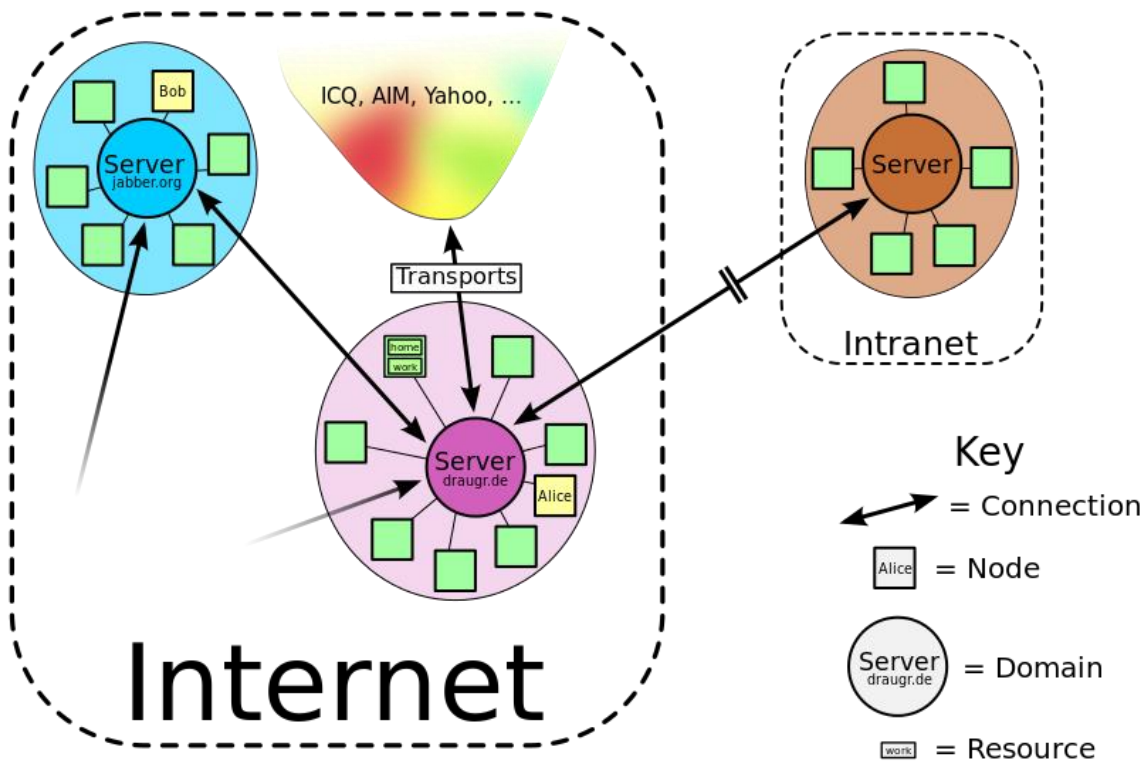 Bob
Server
jabber.org
ICQ, AIM, Yahoo, ...
Server
Transports
Intranet
home
work
Server
draugr.de
Alice
Internet
Key
= Connection
Alice = Node
Server
draugr.de
= Domain
work = Resource